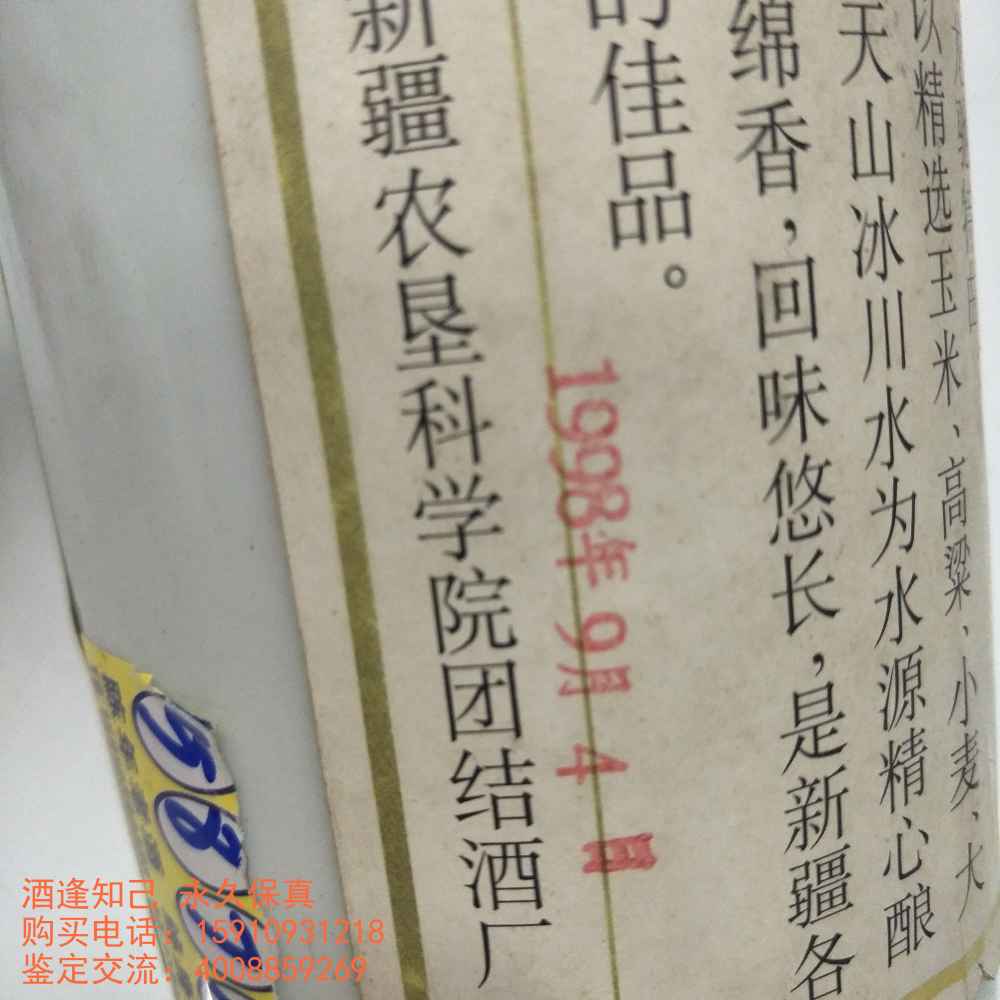 以精选玉米、高粱、小麦、大
天山冰川水为水源精心酿
绵香，回味悠长，是新疆各
的佳品。
1998年9月4日
新疆农垦科学院团结酒厂
酒逢知己 永久保真
购买电话：15910931218
鉴定交流：4008859269